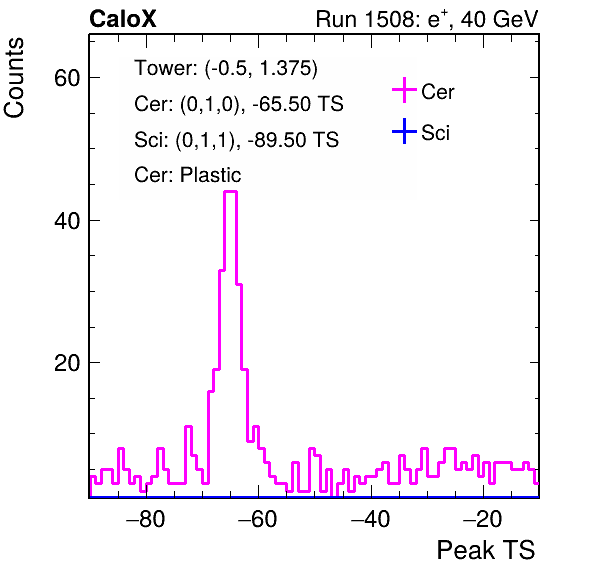 CaloX Run 1508: e⁺, 40 GeV
Counts
Tower: (-0.5, 1.375)
Cer: (0,1,0), -65.50 TS
Sci: (0,1,1), -89.50 TS
Cer: Plastic
Cer
Sci
60
40
20
−80 −60 −40 −20
Peak TS